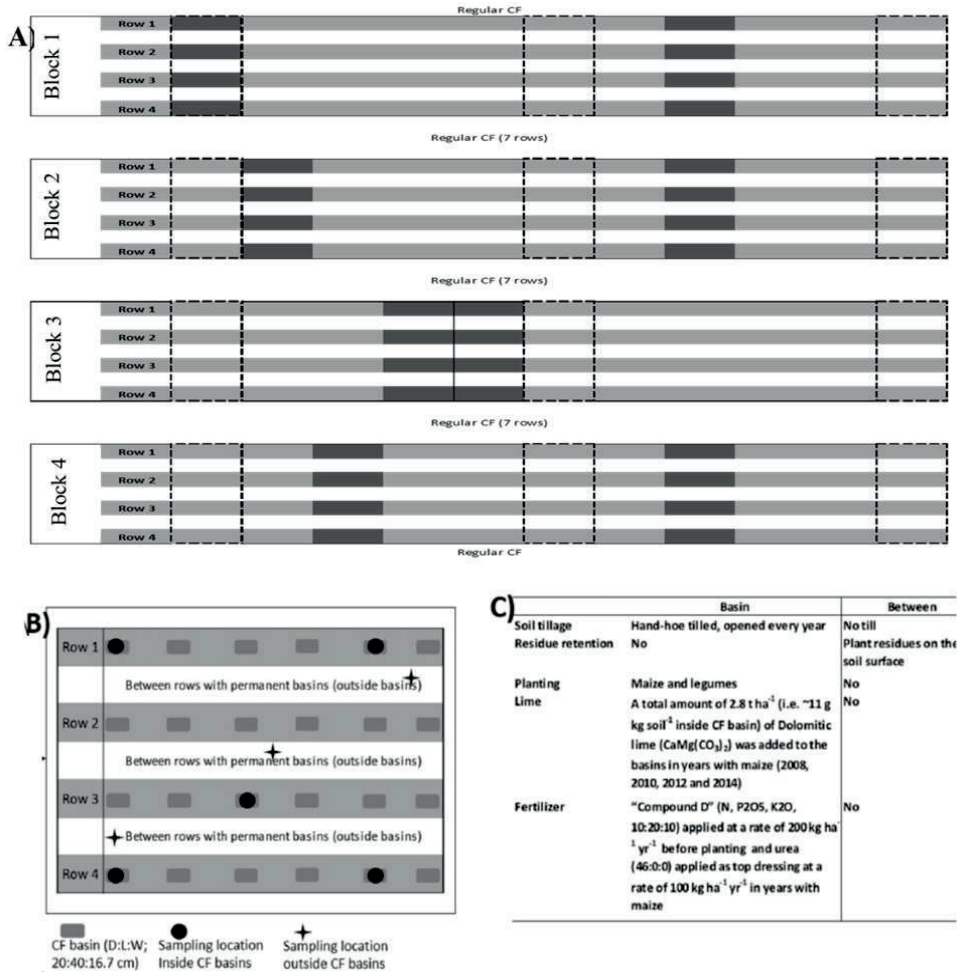 Regular CF
A)
Block 1
Row 1
Row 2
Row 3
Row 4
Regular CF (7 rows)
Block 2
Row 1
Row 2
Row 3
Row 4
Regular CF (7 rows)
Block 3
Row 1
Row 2
Row 3
Row 4
Regular CF (7 rows)
Block 4
Row 1
Row 2
Row 3
Row 4
Regular CF
B)
Row 1
Between rows with permanent basins (outside basins)
Row 2
Between rows with permanent basins (outside basins)
Row 3
Between rows with permanent basins (outside basins)
Row 4
CF basin (D:L:W;
20:40:16.7 cm)
Sampling location
Inside CF basins
Sampling location
outside CF basins
C)
Basin Between
Soil tillage Hand-hoe tilled, opened every year No till
Residue retention No Plant residues on the
soil surface
Planting Maize and legumes No
Lime A total amount of 2.8 t ha⁻¹ (i.e. ~11 g No
kg soil⁻¹ inside CF basin) of Dolomitic
lime (CaMg(CO₃)₂) was added to the
basins in years with maize (2008,
2010, 2012 and 2014)
Fertilizer "Compound D" (N, P2O5, K2O, No
10:20:10) applied at a rate of 200 kg ha⁻
¹ yr⁻¹ before planting and urea
(46:0:0) applied as top dressing at a
rate of 100 kg ha⁻¹ yr⁻¹ in years with
maize